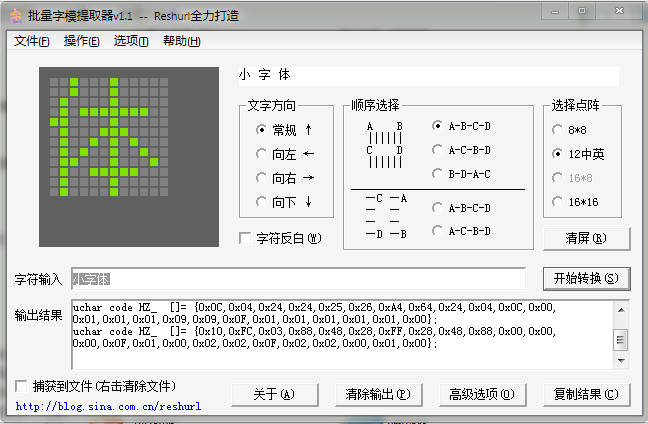 批量字模提取器v1.1 -- Reshurl全力打造
文件(F) 操作(E) 选项(T) 帮助(H)
小 字 体
文字方向
常规 ↑
向左 ←
向右 →
向下 ↓
字符反白(W)
顺序选择
A B
C D
A-B-C-D
A-C-B-D
B-D-A-C
C A
D B
A-B-C-D
A-C-B-D
选择点阵
8*8
12中英
16*8
16*16
清屏(R)
字符输入 小字体 开始转换(S)
输出结果
uchar code HZ_ []= {0x0C,0x04,0x24,0x24,0x25,0x26,0xA4,0x64,0x24,0x04,0x0C,0x00,
0x01,0x01,0x01,0x09,0x09,0x0F,0x01,0x01,0x01,0x01,0x01,0x00};
uchar code HZ_ []= {0x10,0xFC,0x03,0x88,0x48,0x28,0xFF,0x28,0x48,0x88,0x00,0x00,
0x00,0x0F,0x01,0x00,0x02,0x02,0x0F,0x02,0x02,0x00,0x01,0x00};
捕获到文件(右击清除文件)
http://blog.sina.com.cn/reshurl
关于(A) 清除输出(P) 高级选项(O) 复制结果(C)